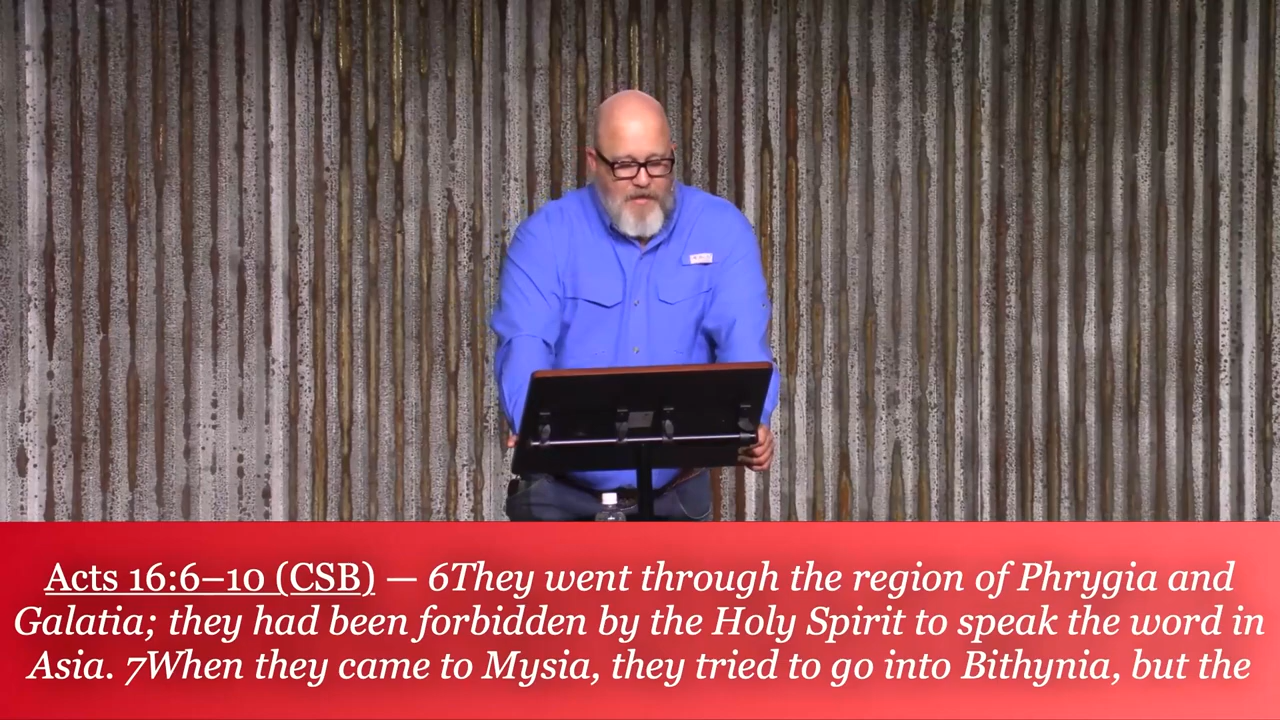 Acts 16:6–10 (CSB) — 6They went through the region of Phrygia and
Galatia; they had been forbidden by the Holy Spirit to speak the word in
Asia. 7When they came to Mysia, they tried to go into Bithynia, but the